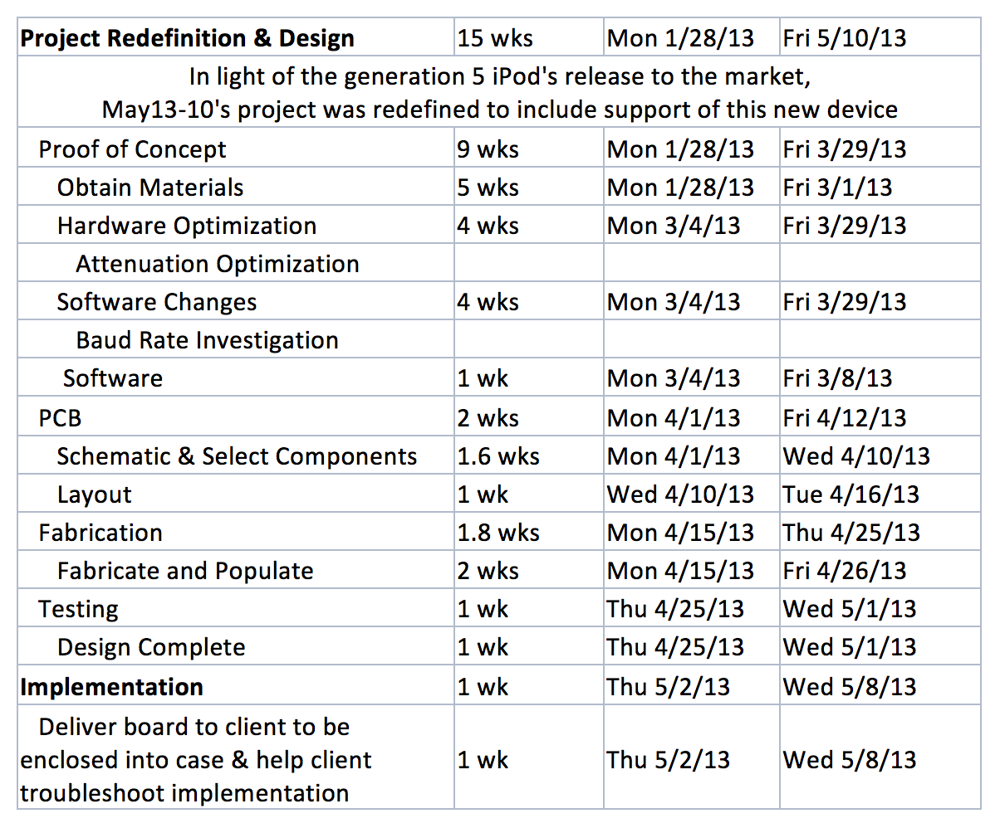 Project Redefinition & Design 15 wks Mon 1/28/13 Fri 5/10/13
In light of the generation 5 iPod's release to the market,
May13-10's project was redefined to include support of this new device
Proof of Concept 9 wks Mon 1/28/13 Fri 3/29/13
Obtain Materials 5 wks Mon 1/28/13 Fri 3/1/13
Hardware Optimization 4 wks Mon 3/4/13 Fri 3/29/13
Attenuation Optimization
Software Changes 4 wks Mon 3/4/13 Fri 3/29/13
Baud Rate Investigation
Software 1 wk Mon 3/4/13 Fri 3/8/13
PCB 2 wks Mon 4/1/13 Fri 4/12/13
Schematic & Select Components 1.6 wks Mon 4/1/13 Wed 4/10/13
Layout 1 wk Wed 4/10/13 Tue 4/16/13
Fabrication 1.8 wks Mon 4/15/13 Thu 4/25/13
Fabricate and Populate 2 wks Mon 4/15/13 Fri 4/26/13
Testing 1 wk Thu 4/25/13 Wed 5/1/13
Design Complete 1 wk Thu 4/25/13 Wed 5/1/13
Implementation 1 wk Thu 5/2/13 Wed 5/8/13
Deliver board to client to be
enclosed into case & help client 1 wk Thu 5/2/13 Wed 5/8/13
troubleshoot implementation